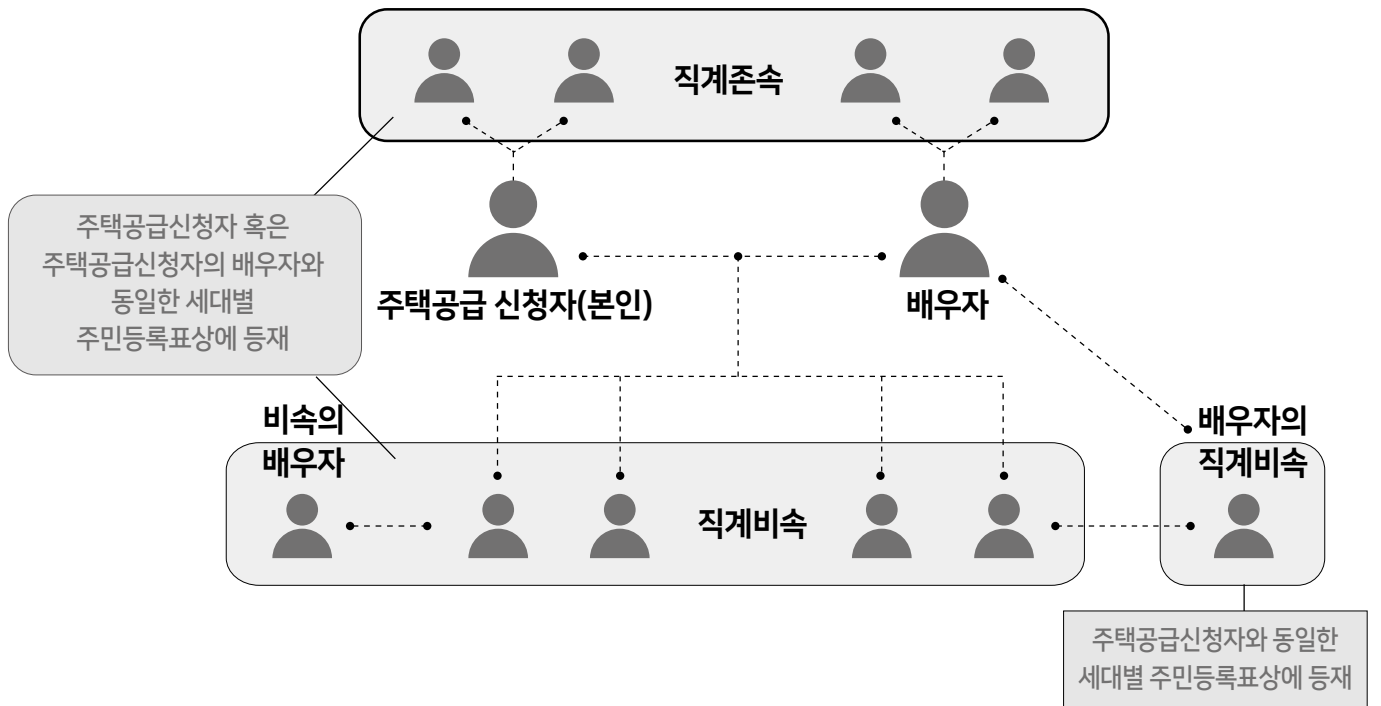 직계존속
주택공급신청자 혹은
주택공급신청자의 배우자와
동일한 세대별
주민등록표상에 등재
주택공급 신청자(본인)
배우자
비속의
배우자
직계비속
배우자의
직계비속
주택공급신청자와 동일한
세대별 주민등록표상에 등재